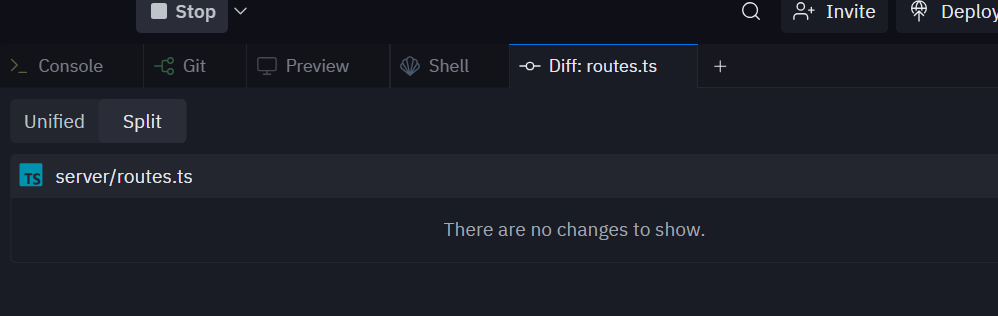 Stop Invite Deploy
Console Git Preview Shell Diff: routes.ts +
Unified Split
TS server/routes.ts
There are no changes to show.